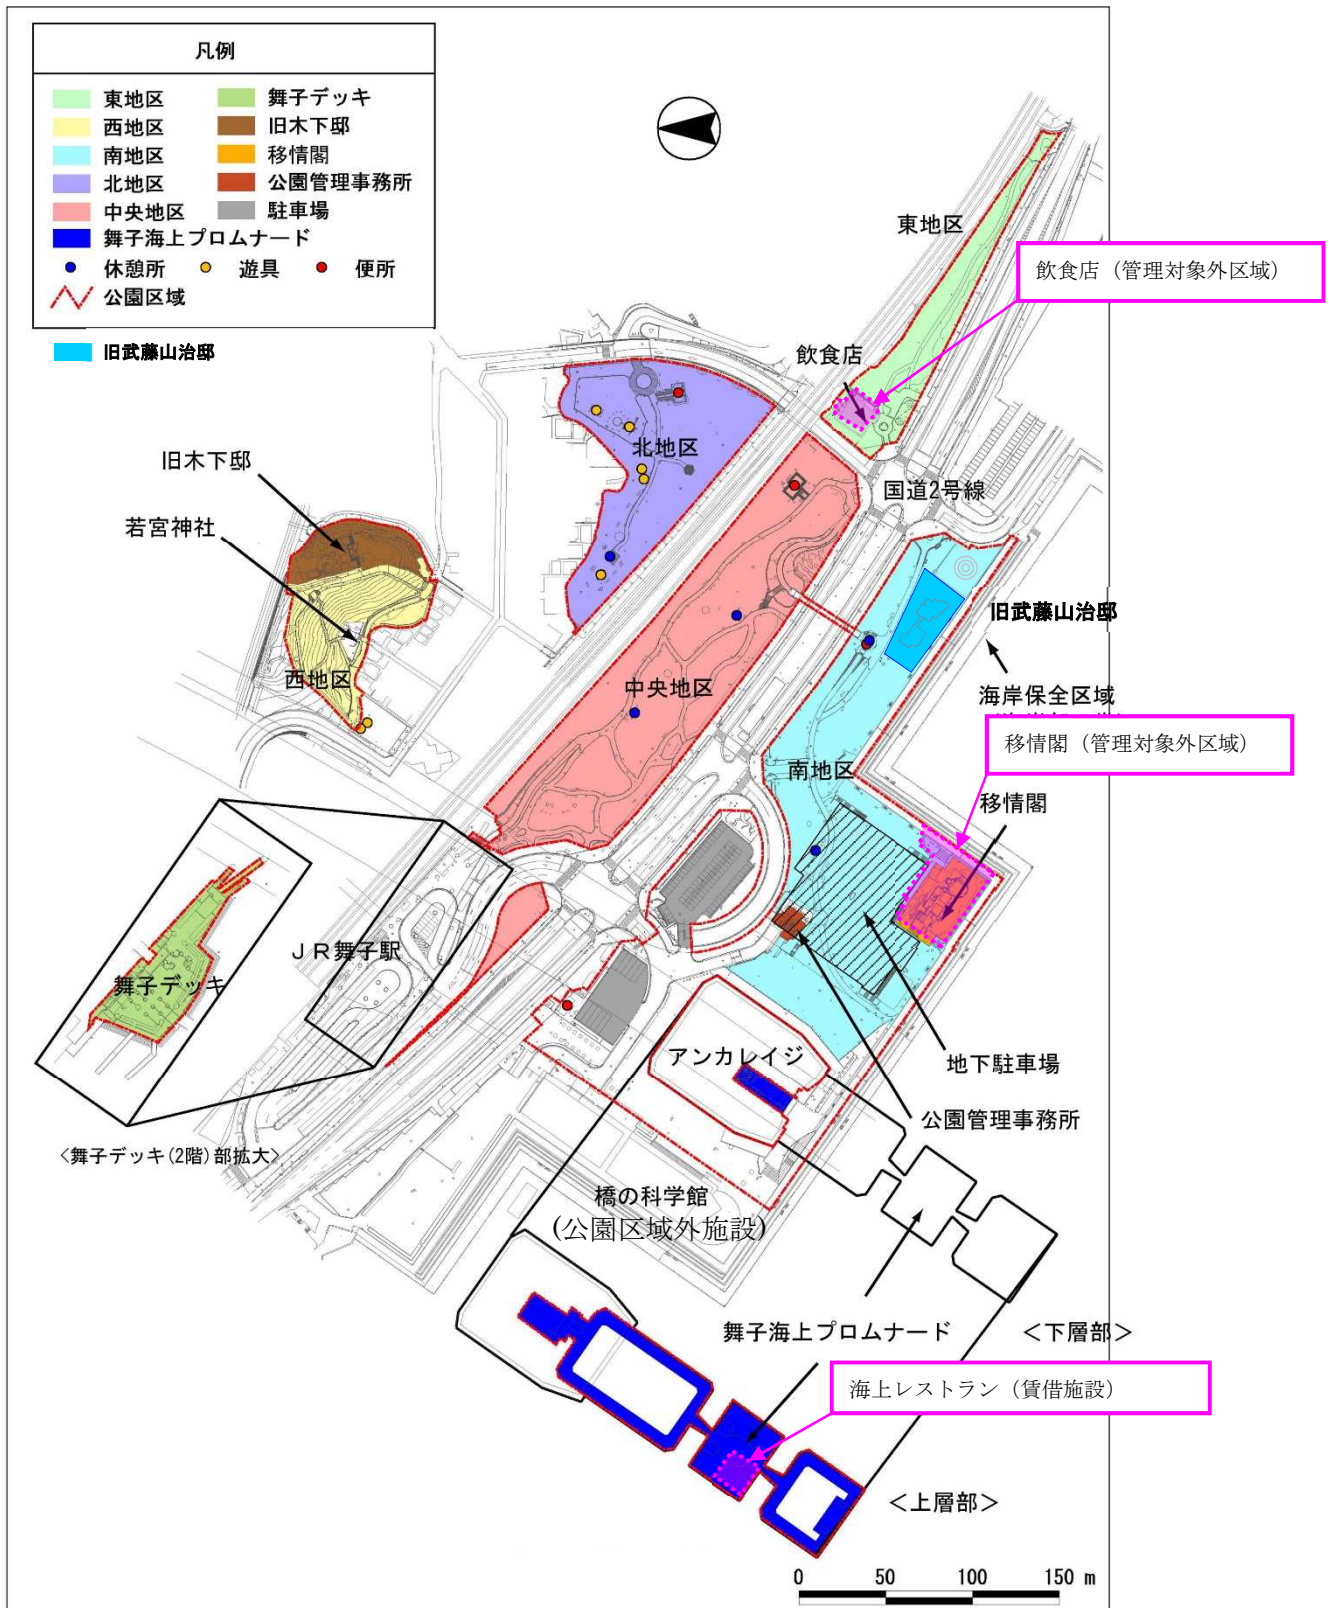 凡例
東地区
舞子デッキ
西地区
旧木下邸
南地区
移情閣
北地区
公園管理事務所
中央地区
駐車場
舞子海上プロムナード
休憩所
遊具
便所
公園区域
旧武藤山治邸
東地区
飲食店（管理対象外区域）
飲食店
北地区
旧木下邸
国道2号線
若宮神社
旧武藤山治邸
西地区
中央地区
海岸保全区域
移情閣（管理対象外区域）
南地区
移情閣
JR舞子駅
舞子デッキ
アンカレイジ
地下駐車場
公園管理事務所
<舞子デッキ(2階)部拡大>
橋の科学館
(公園区域外施設)
舞子海上プロムナード
＜下層部＞
海上レストラン（賃借施設）
＜上層部＞
0 50 100 150 m